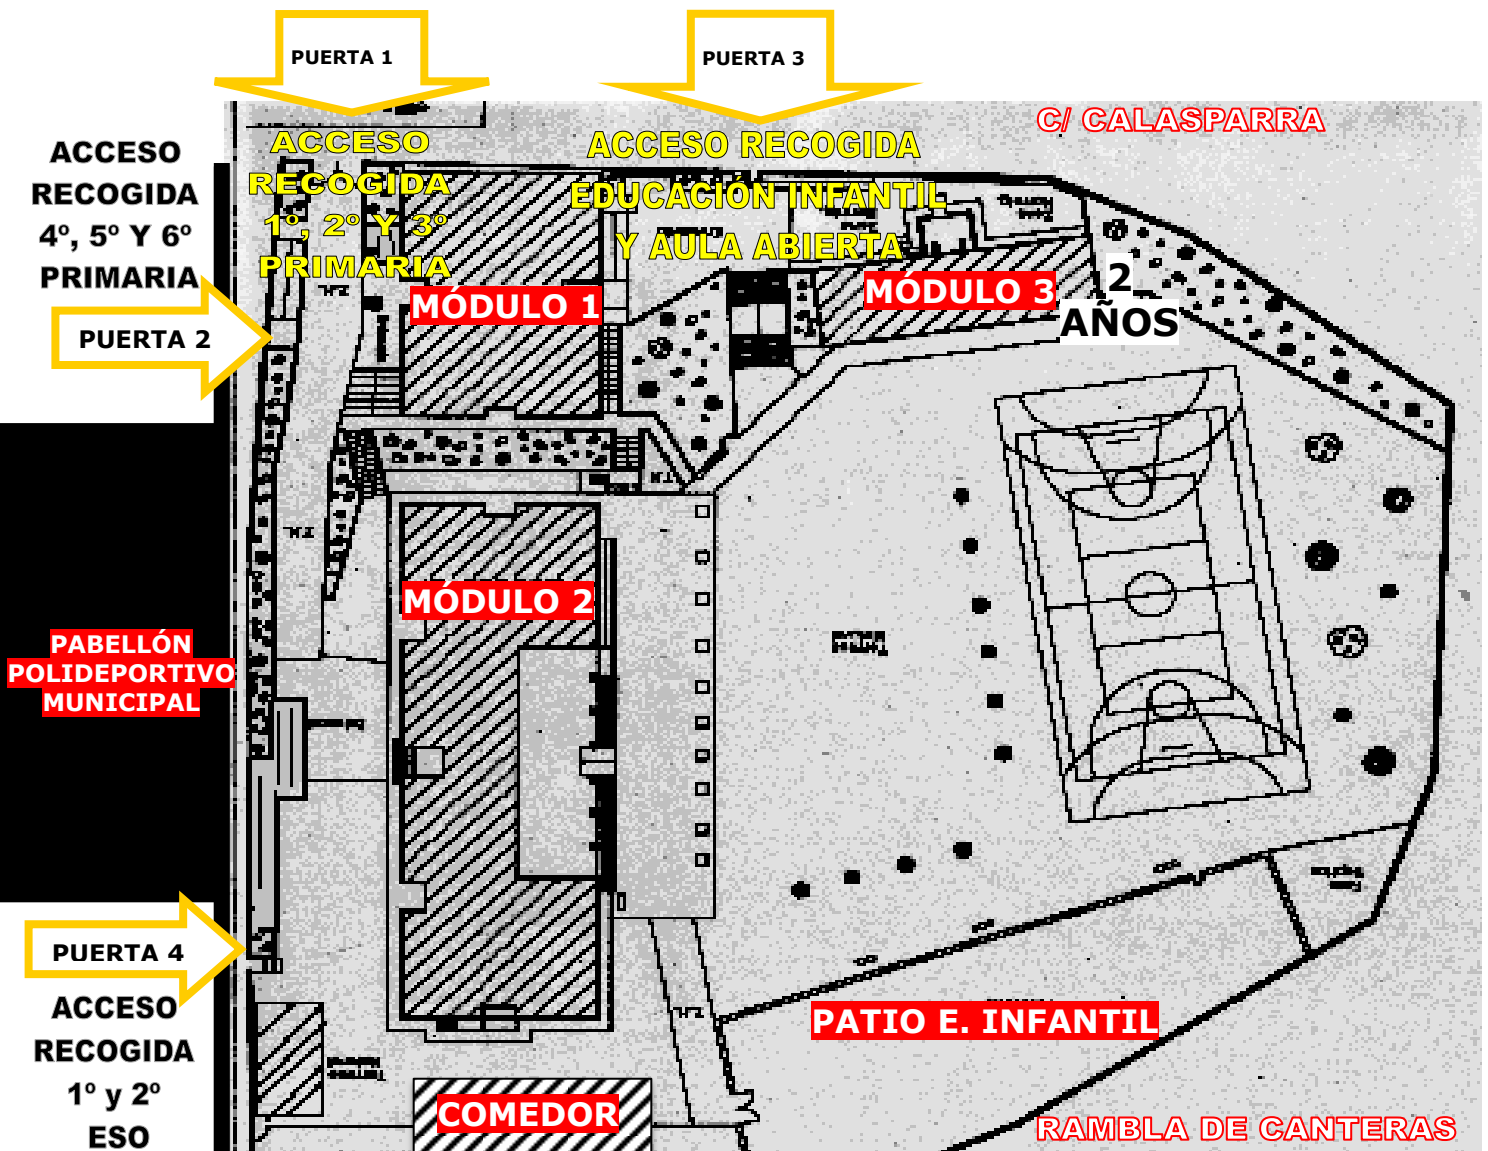 PUERTA 1
PUERTA 3
C/ CALASPARRA
ACCESO
RECOGIDA
4º, 5º Y 6º
PRIMARIA
ACCESO
RECOGIDA
1º, 2º Y 3º
PRIMARIA
ACCESO RECOGIDA
EDUCACIÓN INFANTIL
Y AULA ABIERTA
MÓDULO 1
MÓDULO 3
2
AÑOS
PUERTA 2
MÓDULO 2
PABELLÓN
POLIDEPORTIVO
MUNICIPAL
PUERTA 4
ACCESO
RECOGIDA
1º y 2º
ESO
PATIO E. INFANTIL
COMEDOR
RAMBLA DE CANTERAS